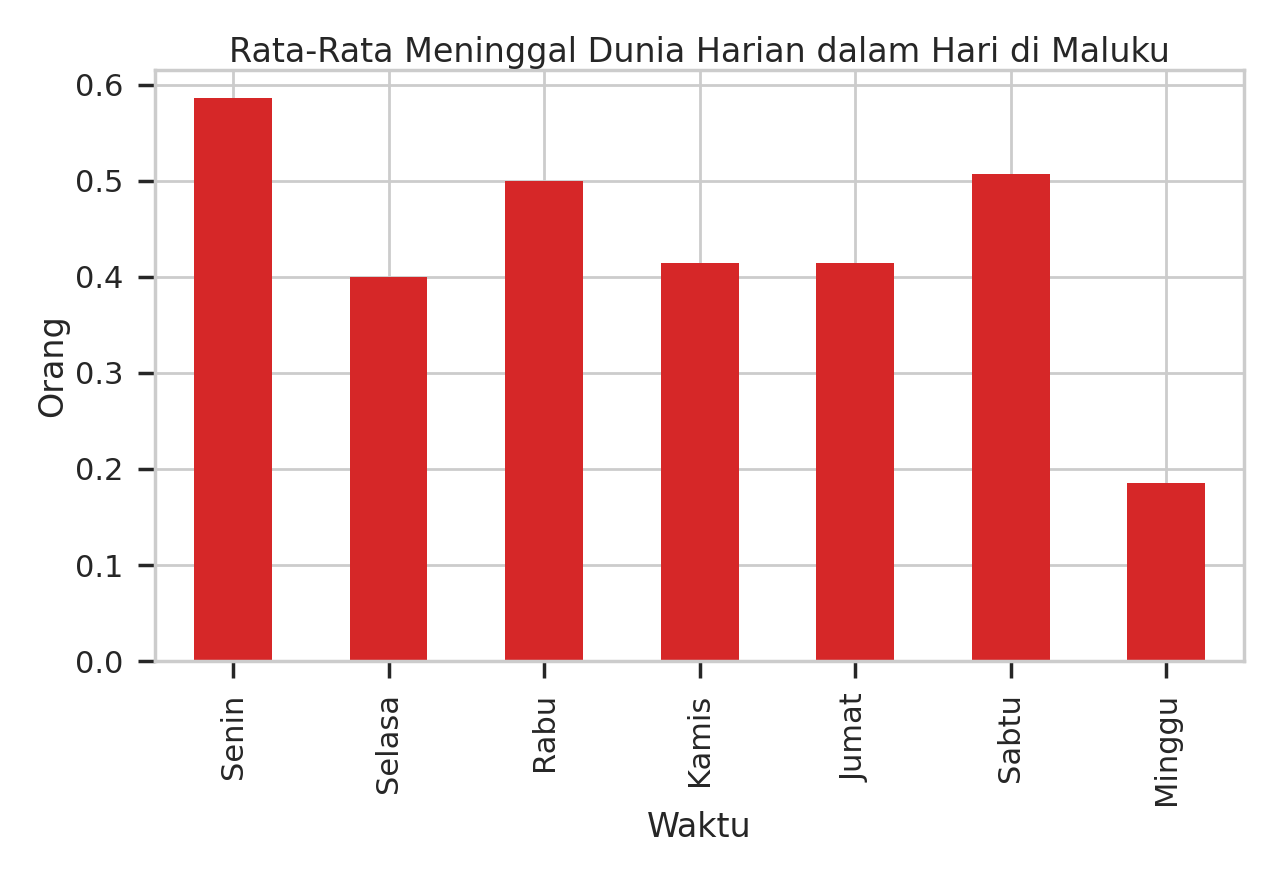 Rata-Rata Meninggal Dunia Harian dalam Hari di Maluku
0.6
0.5
0.4
0.3
0.2
0.1
0.0
Orang
Senin
Selasa
Rabu
Kamis
Jumat
Sabtu
Minggu
Waktu